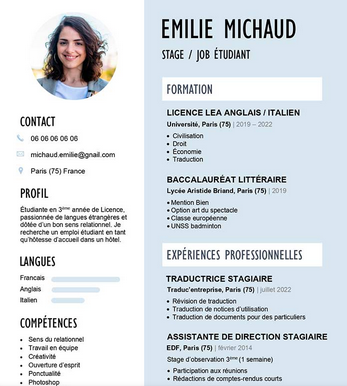 EMILIE MICHAUD
STAGE / JOB ÉTUDIANT
CONTACT
06 06 06 06 06
michaud.emilie@gnail.com
Paris (75) France
PROFIL
Étudiante en 3ème année de Licence,
passionnée de langues étrangères et
dotée d'un bon sens relationnel. Je
recherche un emploi étudiant en tant
qu'hôtesse d'accueil dans un hôtel.
LANGUES
Francais
Anglais
Italien
COMPÉTENCES
• Sens du relationnel
• Travail en équipe
• Créativité
• Ouverture d'esprit
• Ponctualité
• Photoshop
FORMATION
LICENCE LEA ANGLAIS / ITALIEN
Université, Paris (75) | 2019 – 2022
• Civilisation
• Droit
• Économie
• Traduction
BACCALAURÉAT LITTÉRAIRE
Lycée Aristide Briand, Paris (75) | 2019
• Mention Bien
• Option art du spectacle
• Classe européenne
• UNSS badminton
EXPÉRIENCES PROFESSIONNELLES
TRADUCTRICE STAGIAIRE
Traduc'entreprise, Paris (75) | juillet 2022
• Révision de traduction
• Traduction de notices d'utilisation
• Traduction de documents pour des particuliers
ASSISTANTE DE DIRECTION STAGIAIRE
EDF, Paris (75) | février 2014
Stage d'observation 3ème (1 semaine)
• Participation aux réunions
• Rédactions de comptes-rendus courts